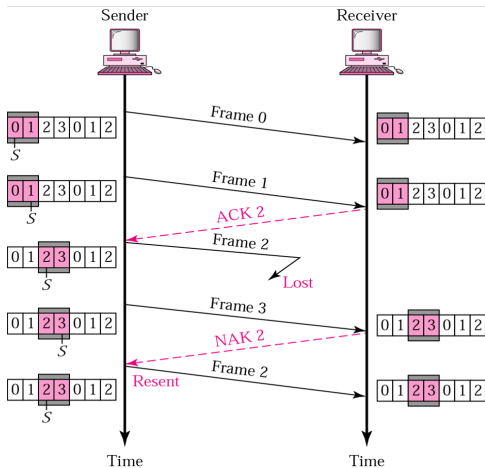 Sender Receiver
Frame 0
0 1 2 3 0 1 2 0 1 2 3 0 1 2
S
Frame 1
0 1 2 3 0 1 2 0 1 2 3 0 1 2
S
ACK 2
Frame 2
0 1 2 3 0 1 2
S
Lost
Frame 3
0 1 2 3 0 1 2 0 1 2 3 0 1 2
S
NAK 2
Frame 2
Resent
0 1 2 3 0 1 2 0 1 2 3 0 1 2
S
Time Time